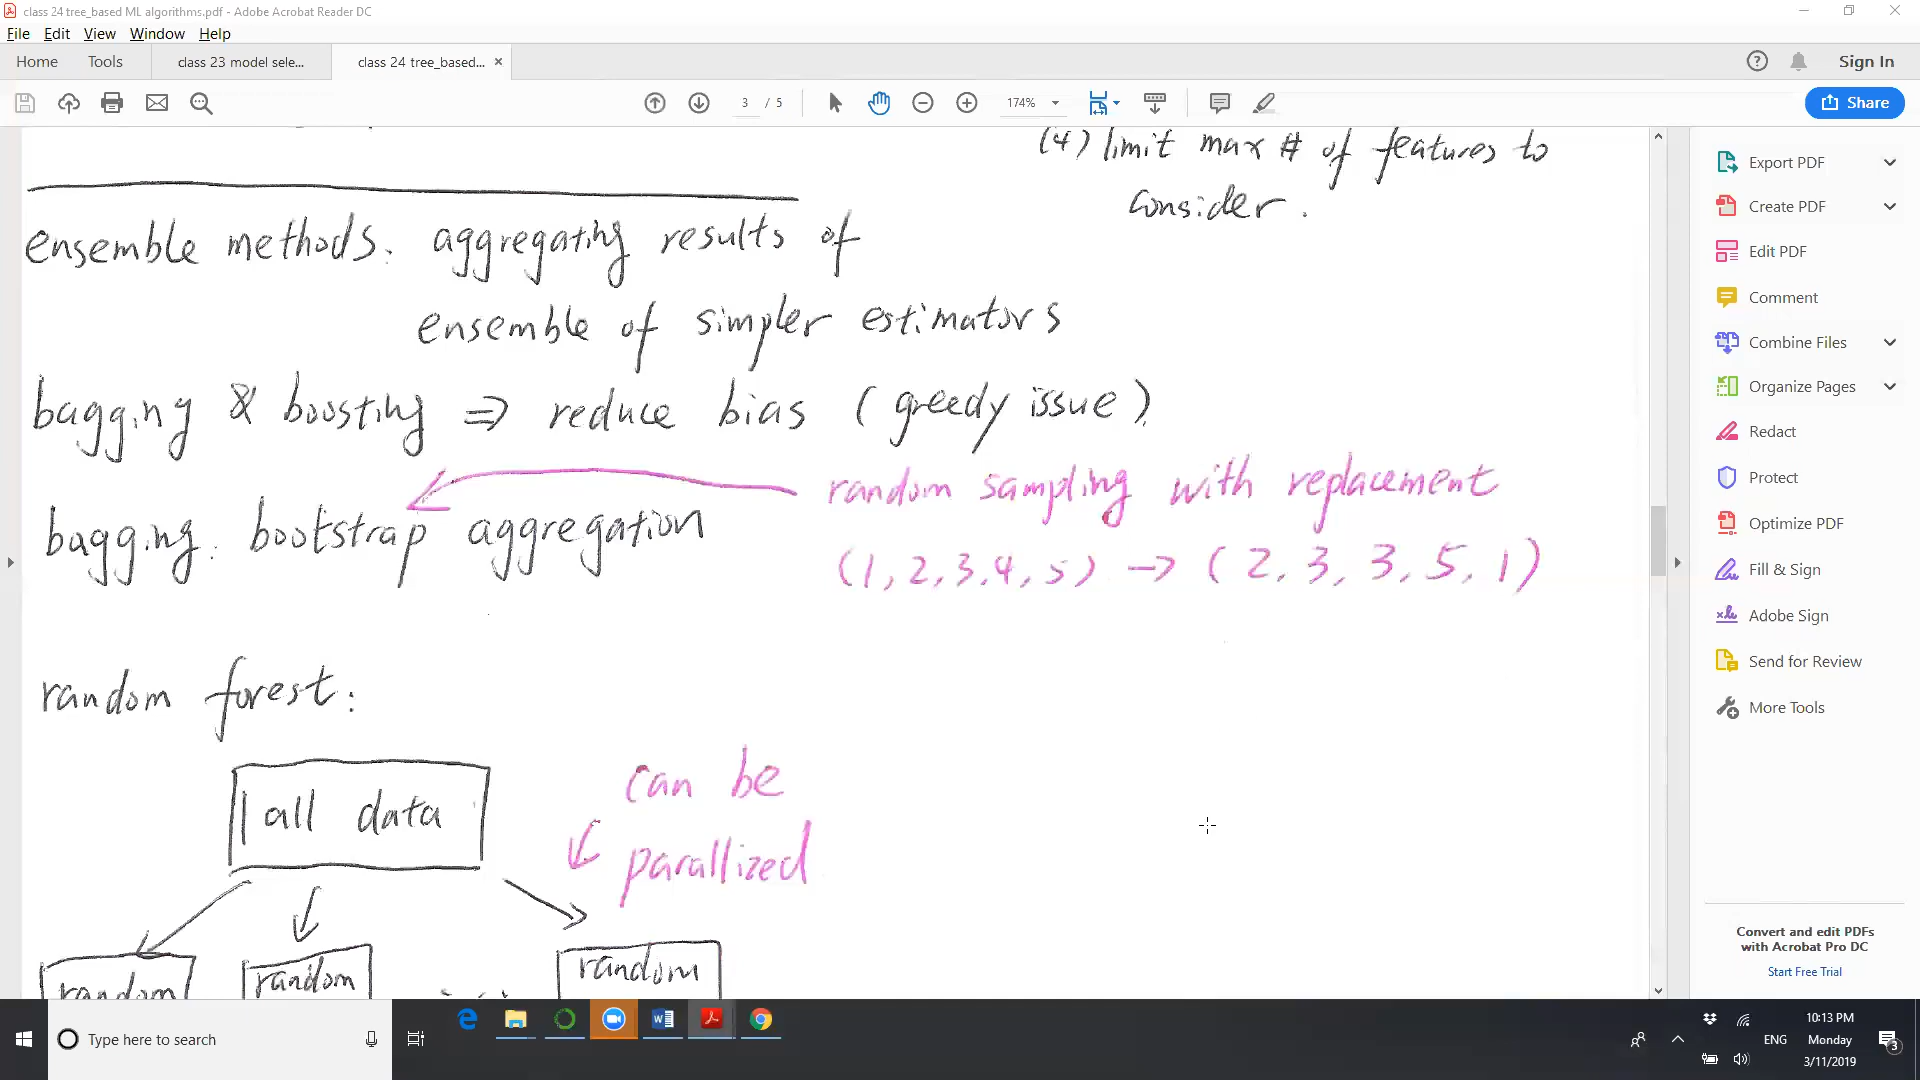 class 24 tree_based ML algorithms.pdf - Adobe Acrobat Reader DC
File Edit View Window Help
Home Tools class 23 model sele... class 24 tree_based... × Sign In
3 / 5 174% Share
(4) limit max # of features to
consider.
ensemble methods: aggregating results of
ensemble of simpler estimators
bagging & boosting => reduce bias (greedy issue)
random sampling with replacement
bagging: bootstrap aggregation
(1, 2, 3, 4, 5) -> (2, 3, 3, 5, 1)
random forest:
all data
can be
parallized
random random random
Export PDF
Create PDF
Edit PDF
Comment
Combine Files
Organize Pages
Redact
Protect
Optimize PDF
Fill & Sign
Adobe Sign
Send for Review
More Tools
Convert and edit PDFs
with Acrobat Pro DC
Start Free Trial
Type here to search
ENG
10:13 PM
Monday
3/11/2019
3